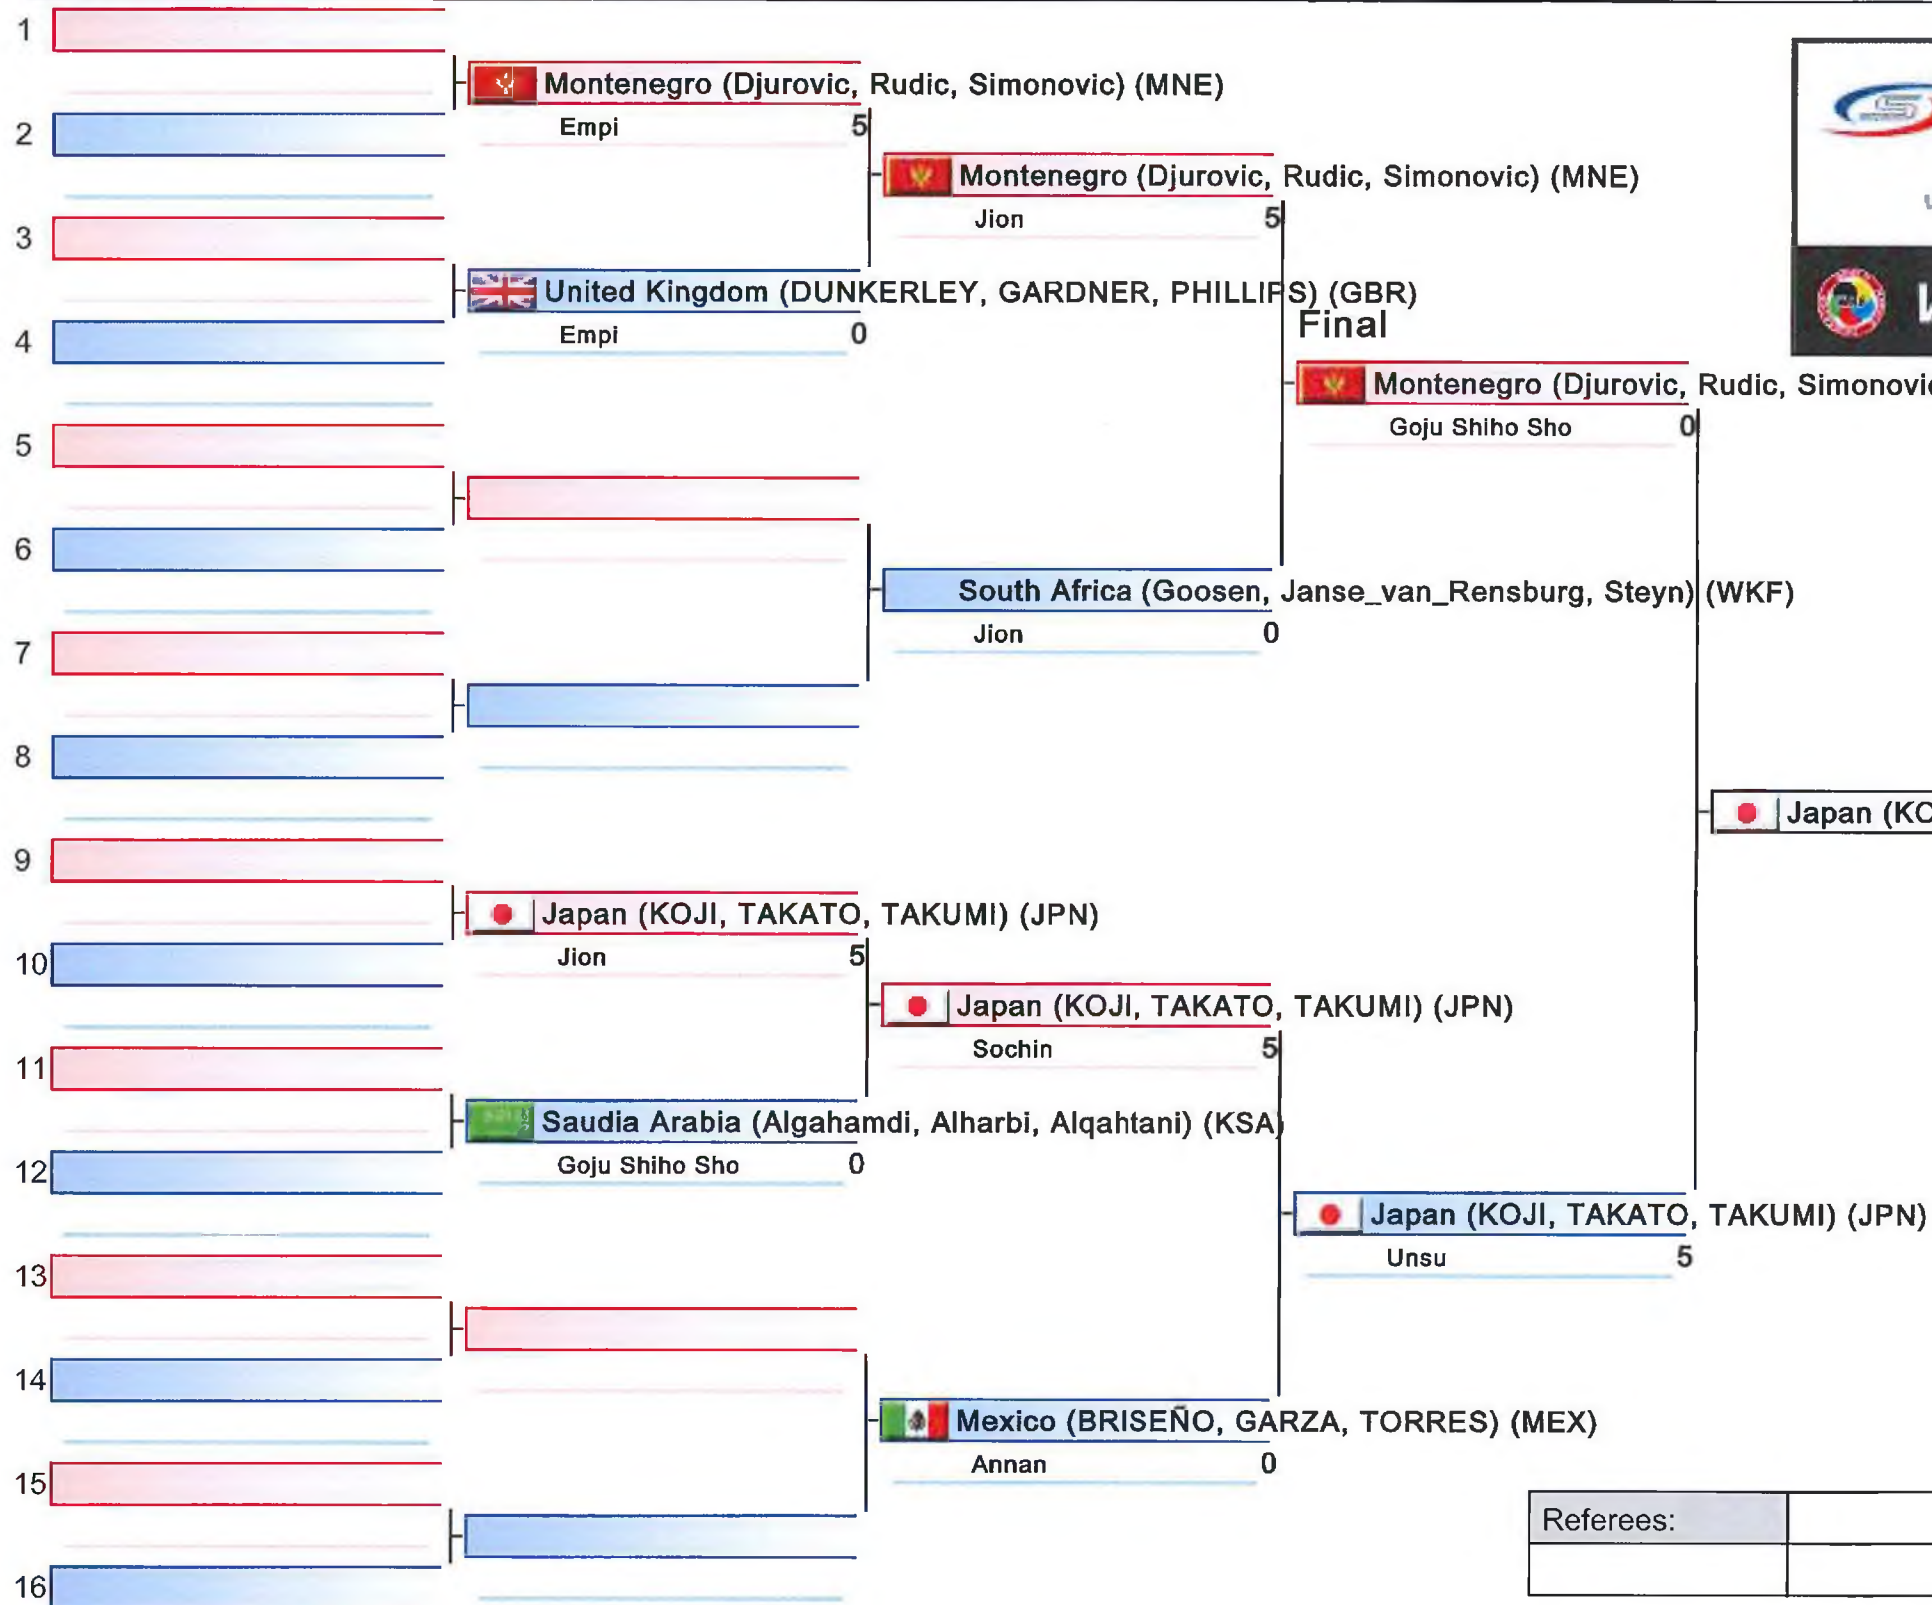 1
Montenegro (Djurovic, Rudic, Simonovic) (MNE)
Empi 5
2
Montenegro (Djurovic, Rudic, Simonovic) (MNE)
Jion 5
3
United Kingdom (DUNKERLEY, GARDNER, PHILLIPS) (GBR)
Empi 0
4
Final
Montenegro (Djurovic, Rudic, Simonovic
Goju Shiho Sho 0
5
6
South Africa (Goosen, Janse_van_Rensburg, Steyn) (WKF)
Jion 0
7
8
Japan (KO
9
Japan (KOJI, TAKATO, TAKUMI) (JPN)
Jion 5
10
Japan (KOJI, TAKATO, TAKUMI) (JPN)
Sochin 5
11
Saudia Arabia (Algahamdi, Alharbi, Alqahtani) (KSA)
Goju Shiho Sho 0
12
Japan (KOJI, TAKATO, TAKUMI) (JPN)
Unsu 5
13
14
Mexico (BRISEÑO, GARZA, TORRES) (MEX)
Annan 0
15
Referees:
16